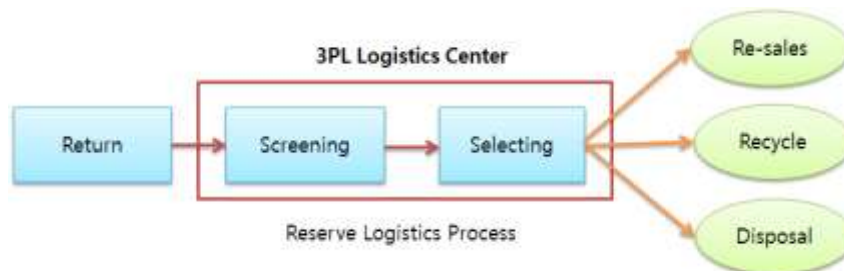 3PL Logistics Center
Return
Screening
Selecting
Re-sales
Recycle
Disposal
Reserve Logistics Process